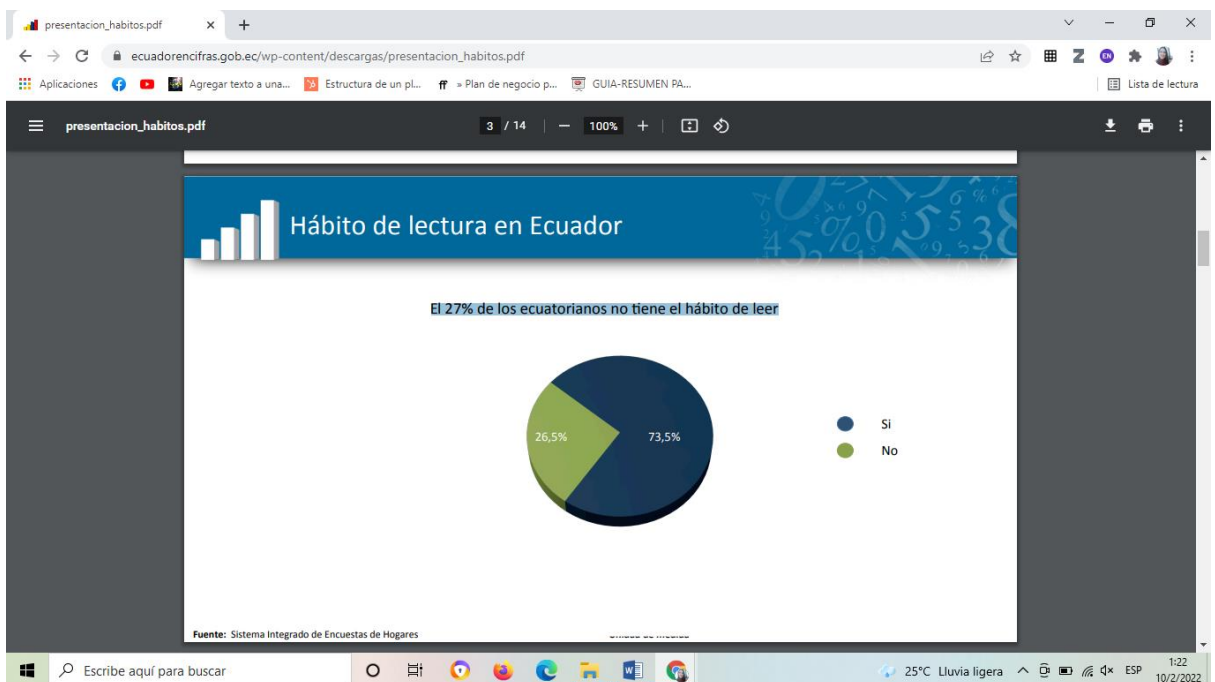 presentacion_habitos.pdf
ecuadorencifras.gob.ec/wp-content/descargas/presentacion_habitos.pdf
Aplicaciones Agregar texto a una... Estructura de un pl... ff » Plan de negocio p... GUIA-RESUMEN PA... Lista de lectura
presentacion_habitos.pdf 3 / 14 100%
Hábito de lectura en Ecuador
El 27% de los ecuatorianos no tiene el hábito de leer
26,5% 73,5%
Si
No
Fuente: Sistema Integrado de Encuestas de Hogares
Escribe aquí para buscar 25°C Lluvia ligera ESP 1:22
10/2/2022